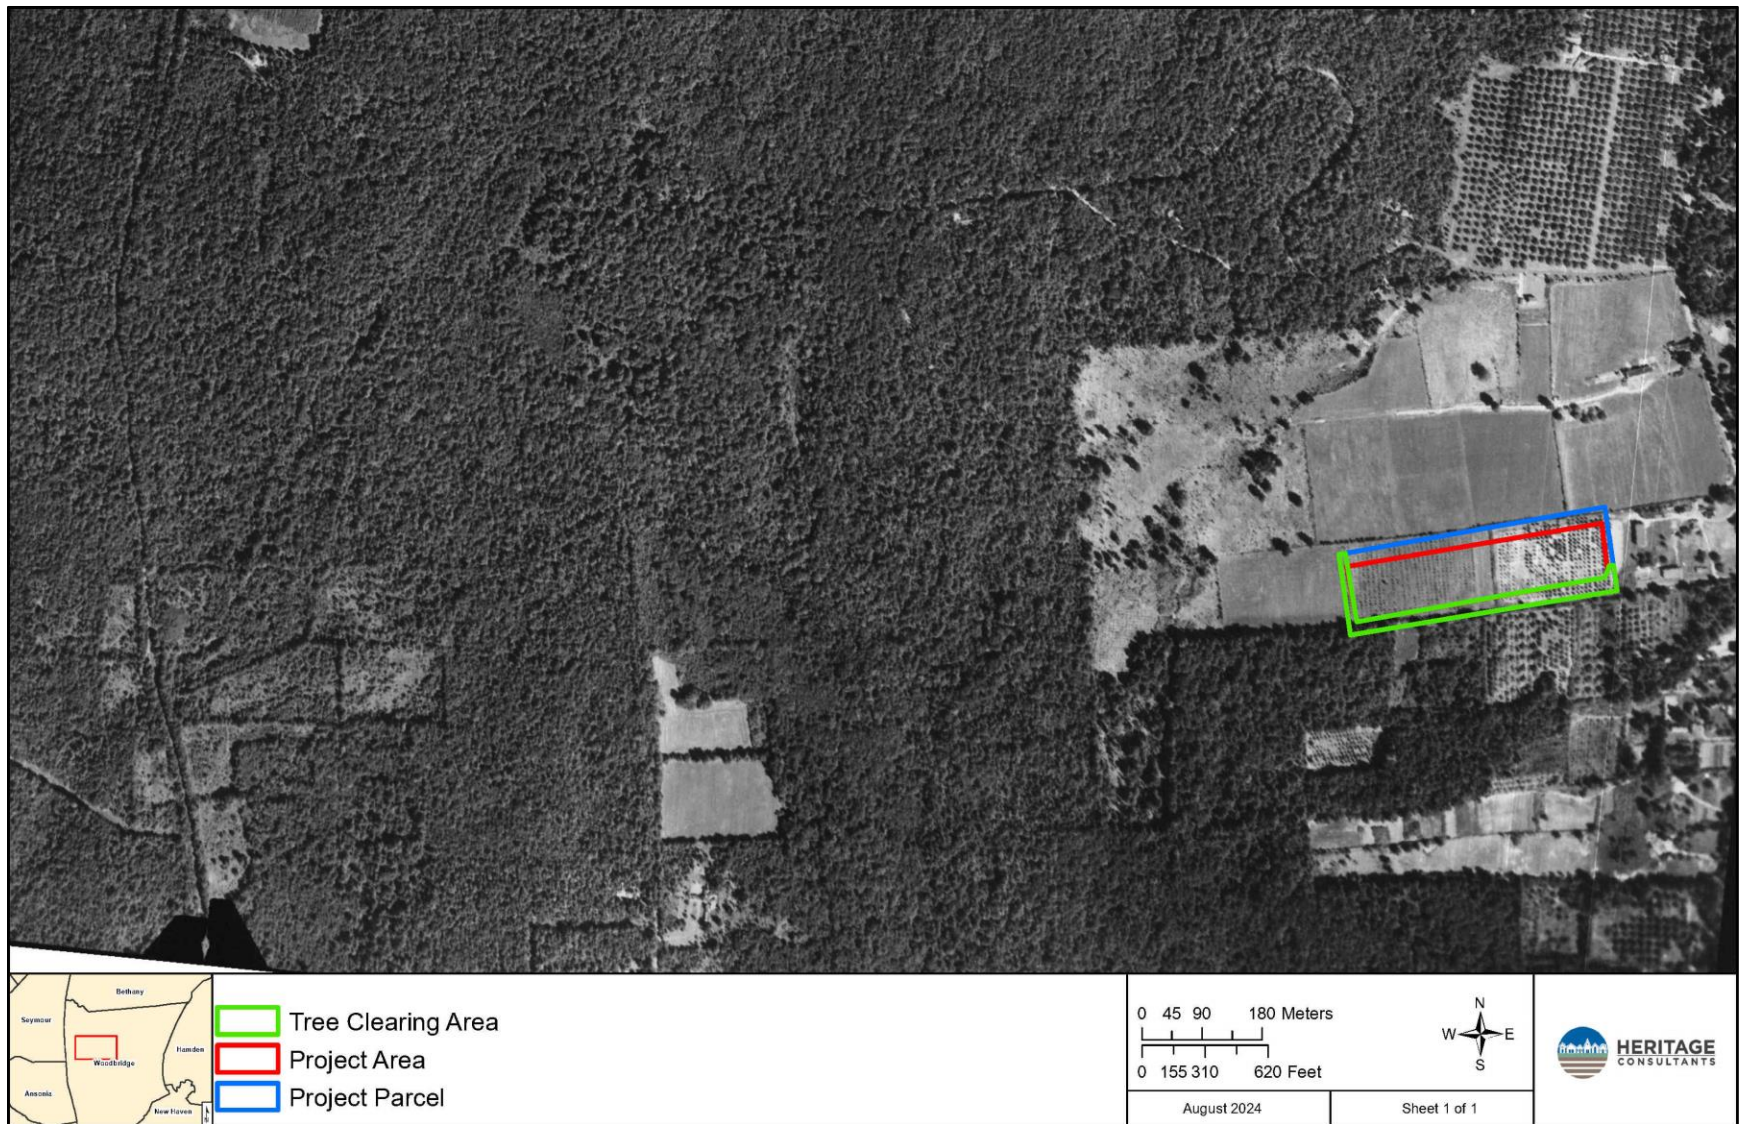 Bethany
Seymour
Woodbridge
Hamden
Ansonia
New Haven
N
Tree Clearing Area
Project Area
Project Parcel
0 45 90 180 Meters
0 155 310 620 Feet
N
W E
S
August 2024
Sheet 1 of 1
HERITAGE
CONSULTANTS